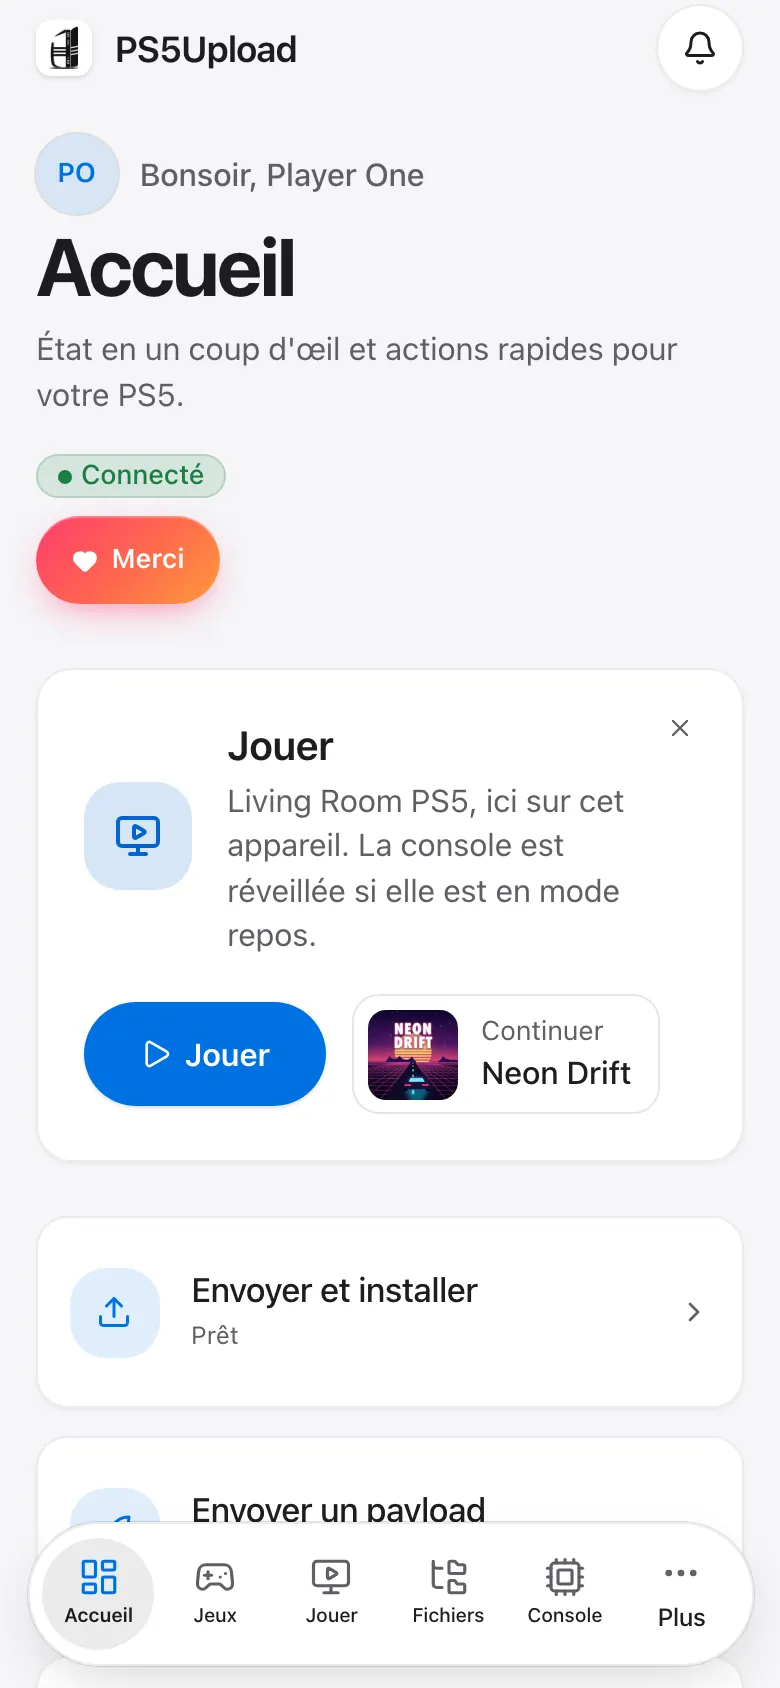 PS5Upload
PO
Bonsoir, Player One
Accueil
État en un coup d'œil et actions rapides pour
votre PS5.
Connecté
Merci
Jouer
Living Room PS5, ici sur cet
appareil. La console est
réveillée si elle est en mode
repos.
Jouer
NEON
DRIFT
Continuer
Neon Drift
Envoyer et installer
Prêt
Envoyer un payload
Accueil
Jeux
Jouer
Fichiers
Console
Plus